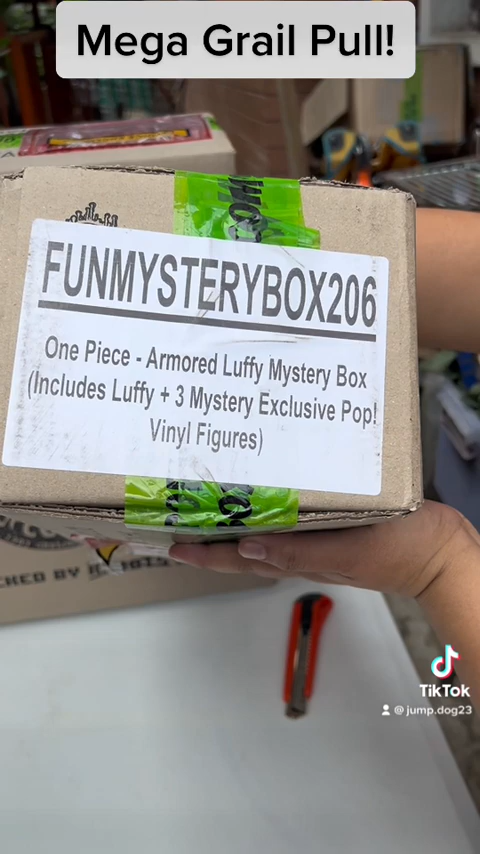 Mega Grail Pull!
FUNMYSTERYBOX206
One Piece - Armored Luffy Mystery Box
(Includes Luffy + 3 Mystery Exclusive Pop!
Vinyl Figures)
TikTok
@ jump.dog23